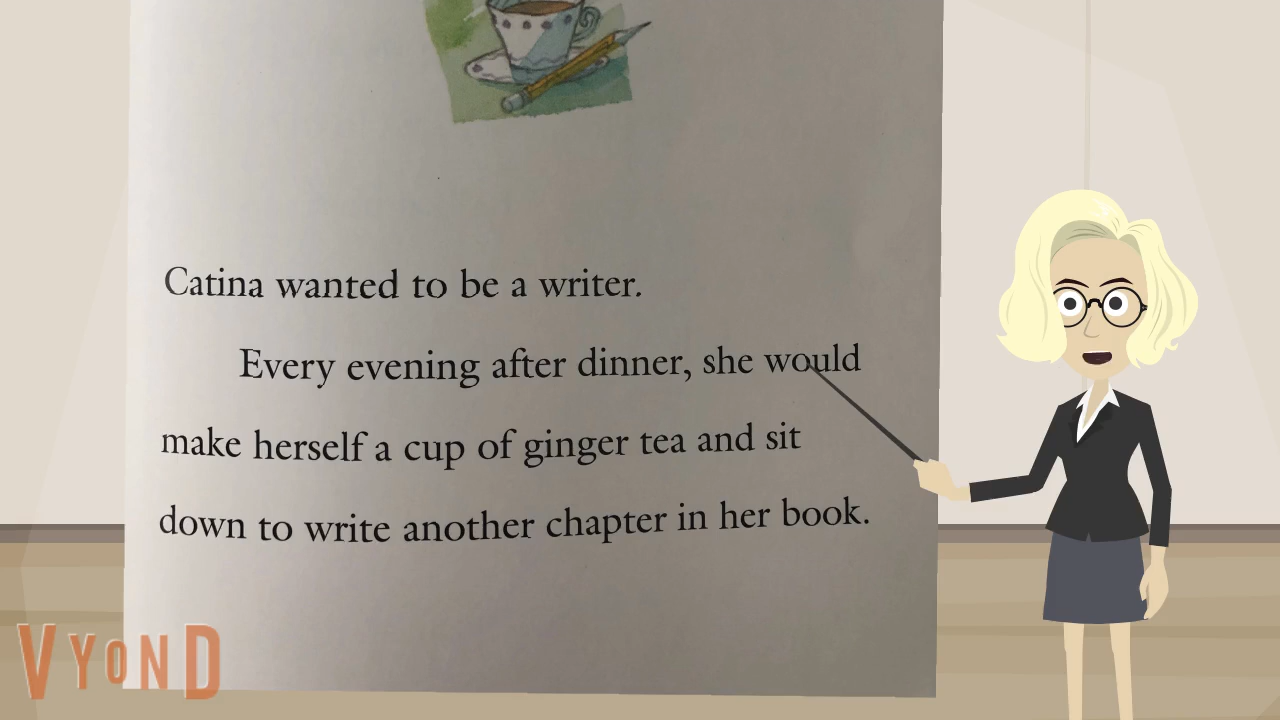 Catina wanted to be a writer.
Every evening after dinner, she would
make herself a cup of ginger tea and sit
down to write another chapter in her book.
VYOND